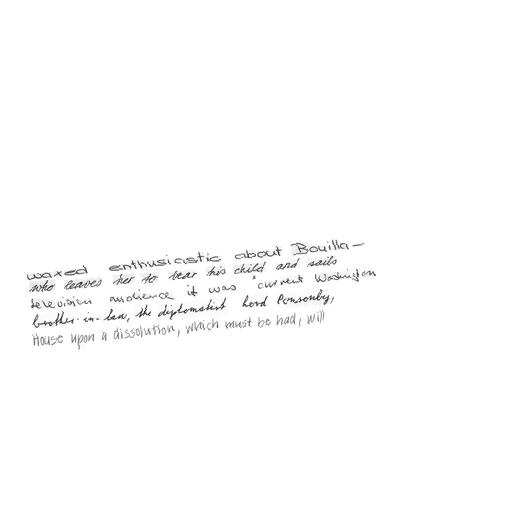 waxed enthusiastic about Bouilla-
who leaves her to bear his child and sails
television audience it was "current Washington
brother-in-law, the diplomatist Lord Ponsonby,
House upon a dissolution, which must be had, will